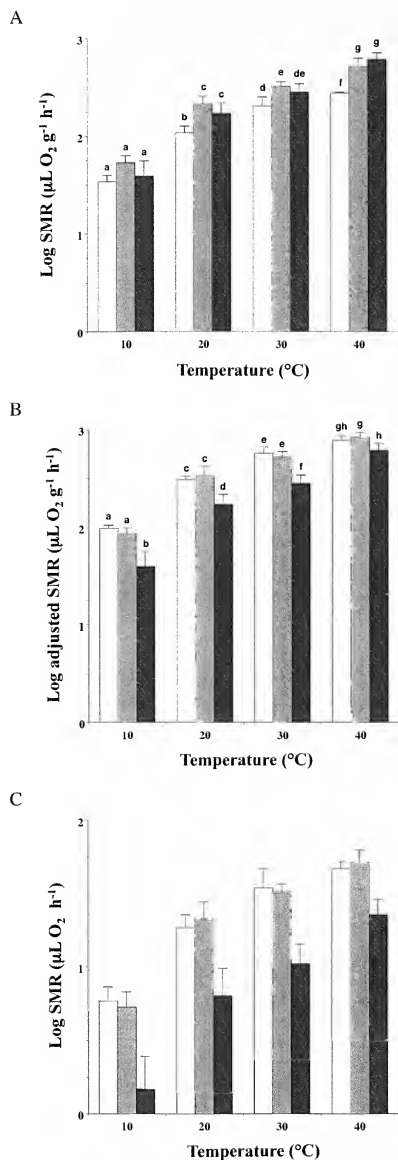 A
Log SMR (μL O₂ g⁻¹ h⁻¹)
3
2
1
0
a a a
b c c
d e de
f g g
10 20 30 40
Temperature (°C)
B
Log adjusted SMR (μL O₂ g⁻¹ h⁻¹)
3
2
1
0
a a b
c c d
e e f
gh g h
10 20 30 40
Temperature (°C)
C
Log SMR (μL O₂ h⁻¹)
2
1
0
10 20 30 40
Temperature (°C)